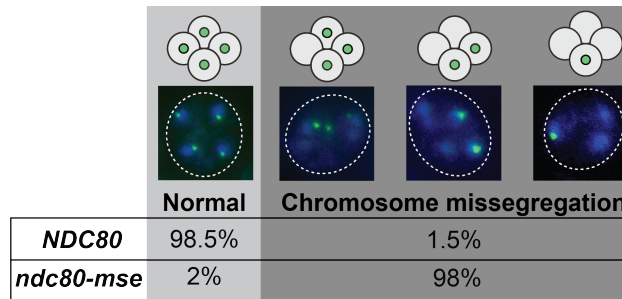 Normal Chromosome missegregation
NDC80 98.5% 1.5%
ndc80-mse 2% 98%